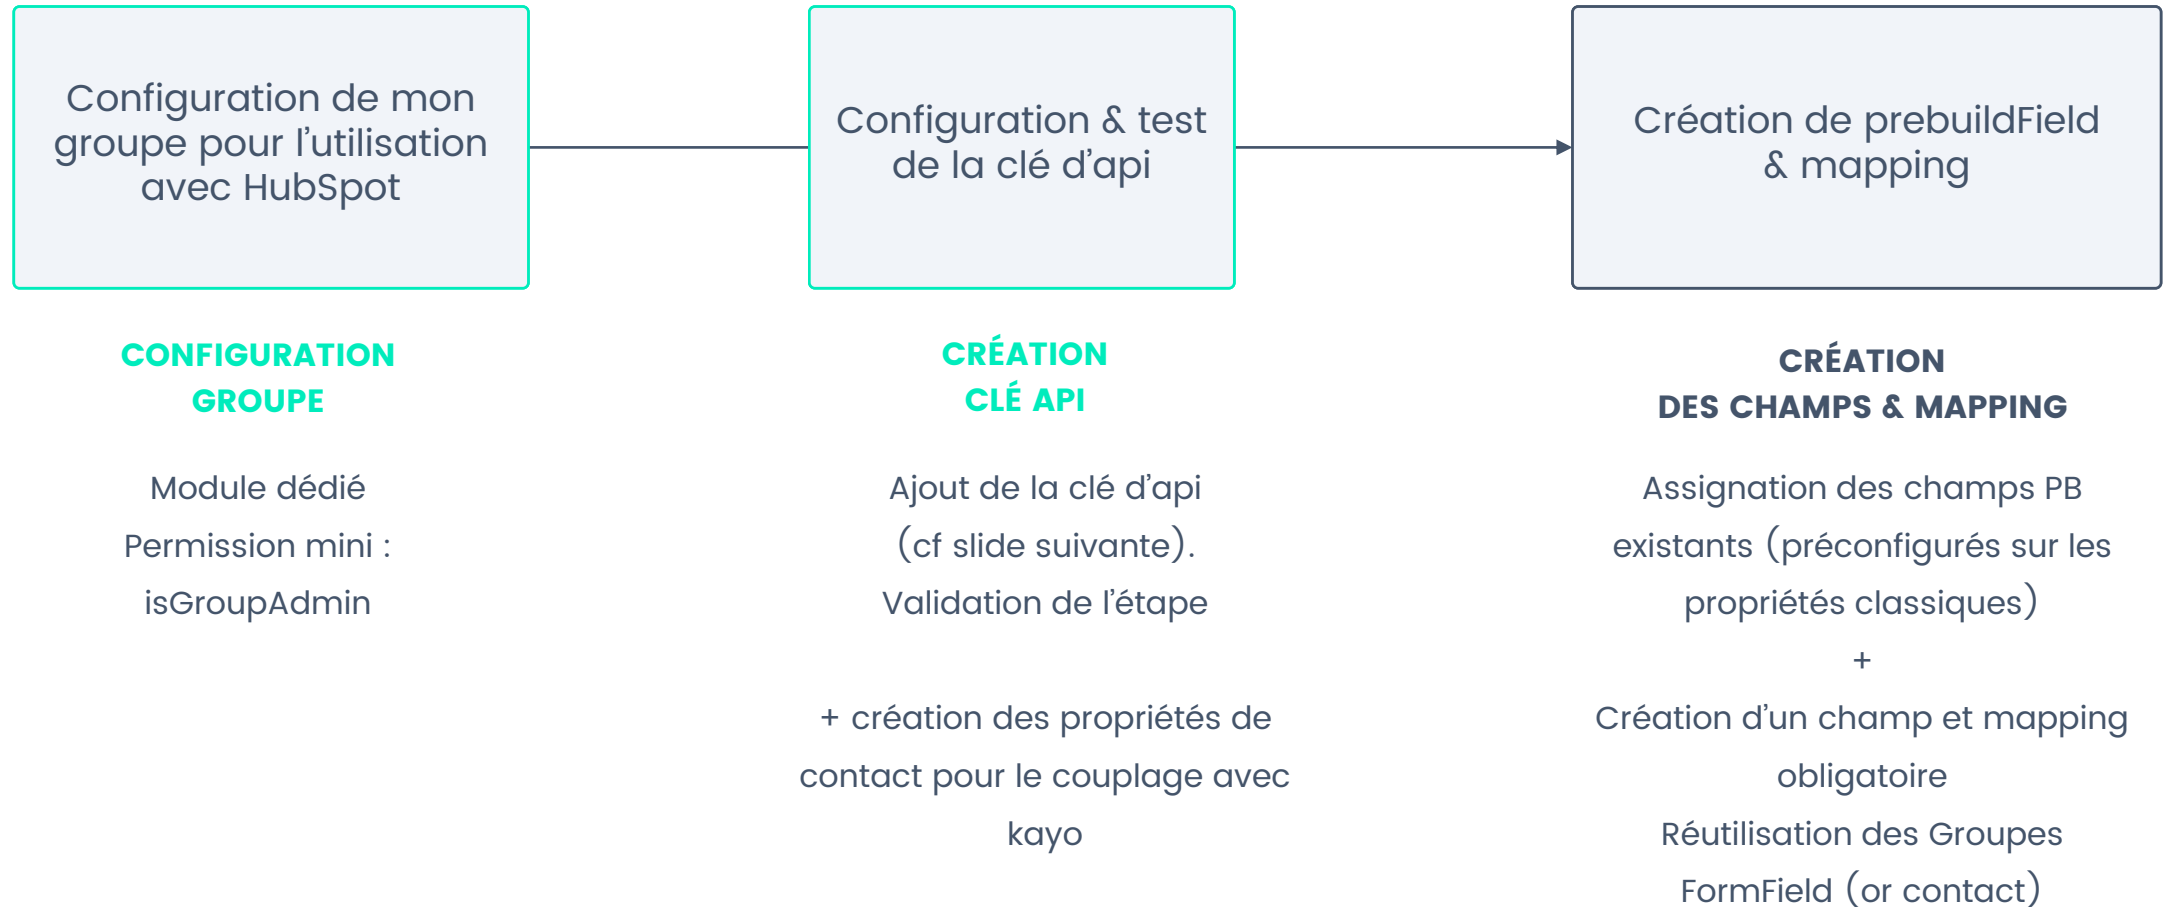 Configuration de mon
groupe pour l’utilisation
avec HubSpot
Configuration & test
de la clé d’api
Création de prebuildField
& mapping
CONFIGURATION
GROUPE
Module dédié
Permission mini :
isGroupAdmin
CRÉATION
CLÉ API
Ajout de la clé d’api
(cf slide suivante).
Validation de l’étape
+ création des propriétés de
contact pour le couplage avec
kayo
CRÉATION
DES CHAMPS & MAPPING
Assignation des champs PB
existants (préconfigurés sur les
propriétés classiques)
+
Création d’un champ et mapping
obligatoire
Réutilisation des Groupes
FormField (or contact)